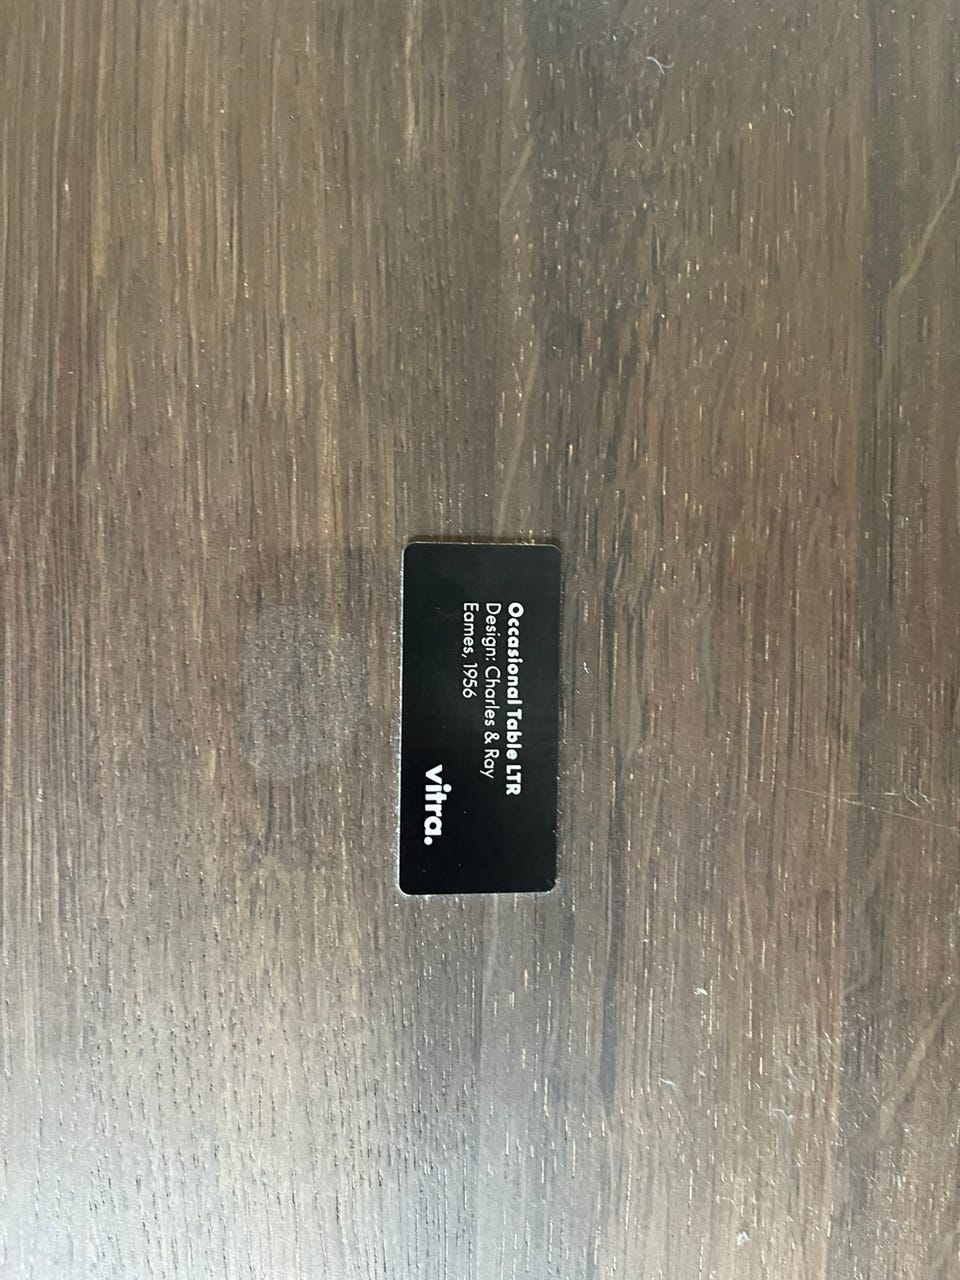 Occasional Table LTR
Design: Charles & Ray
Eames, 1956
vitra.